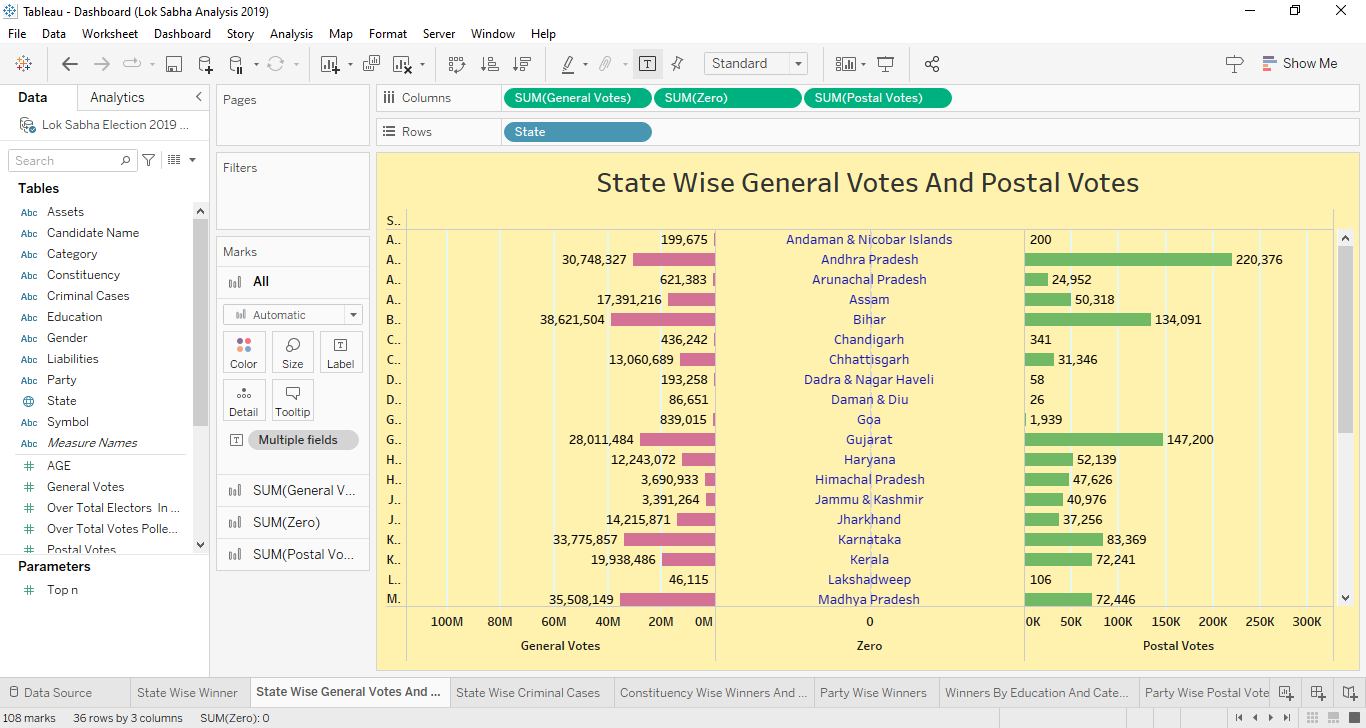 Tableau - Dashboard (Lok Sabha Analysis 2019)
File Data Worksheet Dashboard Story Analysis Map Format Server Window Help
Standard
Show Me
Data Analytics
Lok Sabha Election 2019 ...
Search
Tables
Abc Assets
Abc Candidate Name
Abc Category
Abc Constituency
Abc Criminal Cases
Abc Education
Abc Gender
Abc Liabilities
Abc Party
State
Abc Symbol
Abc Measure Names
AGE
General Votes
Over Total Electors In ...
Over Total Votes Polle...
Postal Votes
Parameters
Top n
Pages
Filters
Marks
All
Automatic
Color Size Label
Detail Tooltip
Multiple fields
SUM(General V...
SUM(Zero)
SUM(Postal Vo...
Columns SUM(General Votes) SUM(Zero) SUM(Postal Votes)
Rows State
State Wise General Votes And Postal Votes
S..
A.. 199,675 Andaman & Nicobar Islands 200
A.. 30,748,327 Andhra Pradesh 220,376
A.. 621,383 Arunachal Pradesh 24,952
A.. 17,391,216 Assam 50,318
B.. 38,621,504 Bihar 134,091
C.. 436,242 Chandigarh 341
C.. 13,060,689 Chhattisgarh 31,346
D.. 193,258 Dadra & Nagar Haveli 58
D.. 86,651 Daman & Diu 26
G.. 839,015 Goa 1,939
G.. 28,011,484 Gujarat 147,200
H.. 12,243,072 Haryana 52,139
H.. 3,690,933 Himachal Pradesh 47,626
J.. 3,391,264 Jammu & Kashmir 40,976
J.. 14,215,871 Jharkhand 37,256
K.. 33,775,857 Karnataka 83,369
K.. 19,938,486 Kerala 72,241
L.. 46,115 Lakshadweep 106
M. 35,508,149 Madhya Pradesh 72,446
100M 80M 60M 40M 20M 0M 0 0K 50K 100K 150K 200K 250K 300K
General Votes Zero Postal Votes
Data Source State Wise Winner State Wise General Votes And ... State Wise Criminal Cases Constituency Wise Winners And ... Party Wise Winners Winners By Education And Cate... Party Wise Postal Vote
108 marks 36 rows by 3 columns SUM(Zero): 0